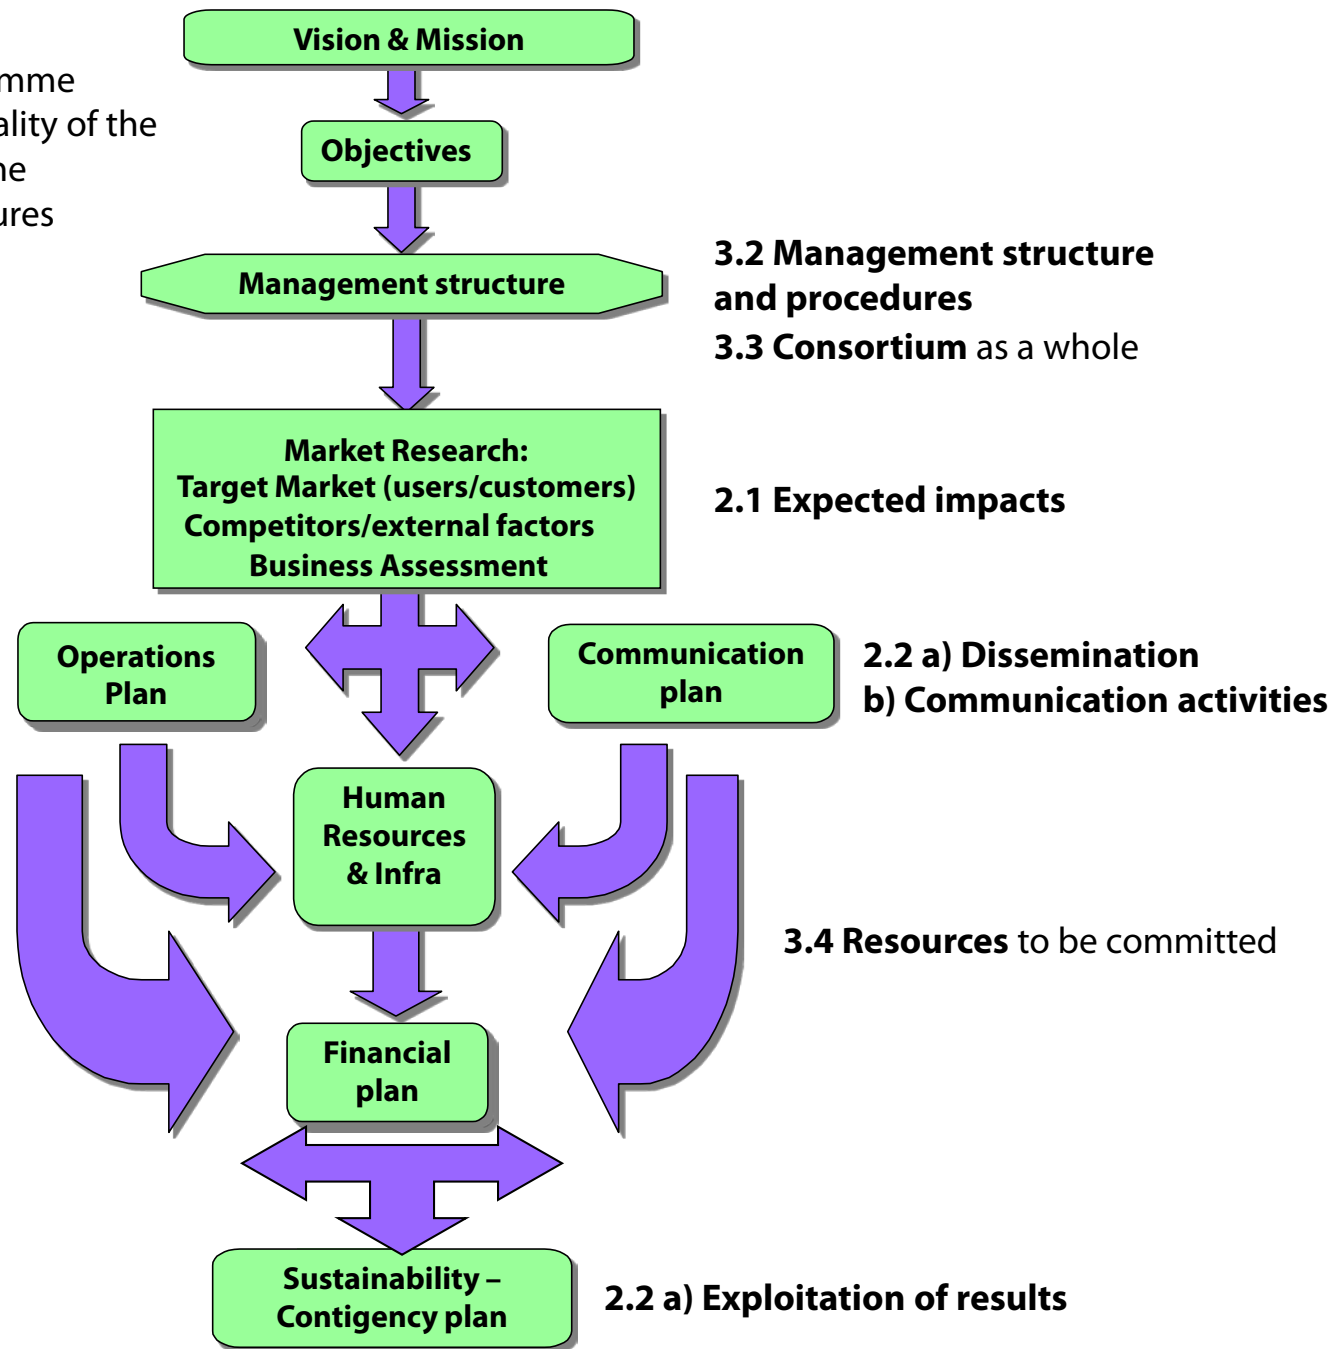 Vision & Mission
ality of the
Objectives
ures
3.2 Management structure
and procedures
Management structure
3.3 Consortium as a whole
Market Research:
Target Market (users/customers)
Competitors/external factors
Business Assessment
2.1 Expected impacts
Operations
Plan
Communication
plan
2.2 a) Dissemination
b) Communication activities
Human
Resources
& Infra
3.4 Resources to be committed
Financial
plan
Sustainability –
Contigency plan
2.2 a) Exploitation of results